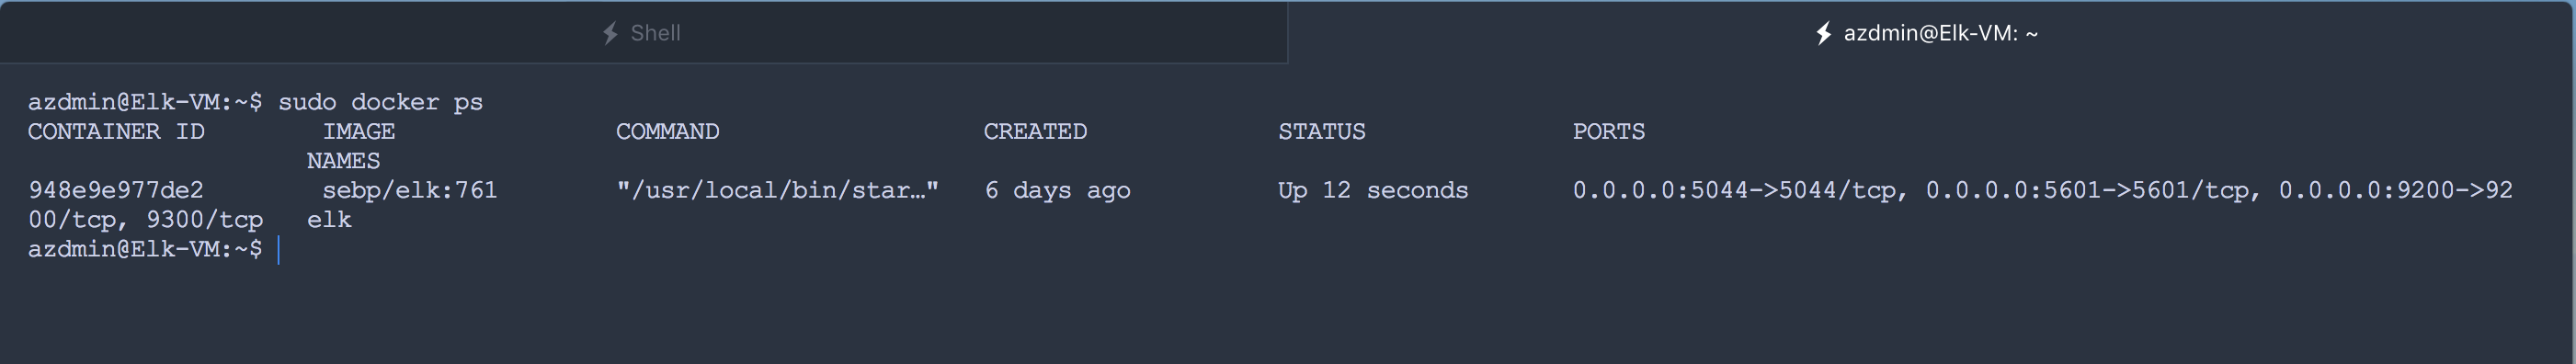 Shell
azdmin@Elk-VM: ~
azdmin@Elk-VM:~$ sudo docker ps
CONTAINER ID        IMAGE               COMMAND                  CREATED             STATUS              PORTS
NAMES
948e9e977de2        sebp/elk:761        "/usr/local/bin/star…"   6 days ago          Up 12 seconds       0.0.0.0:5044->5044/tcp, 0.0.0.0:5601->5601/tcp, 0.0.0.0:9200->92
00/tcp, 9300/tcp   elk
azdmin@Elk-VM:~$